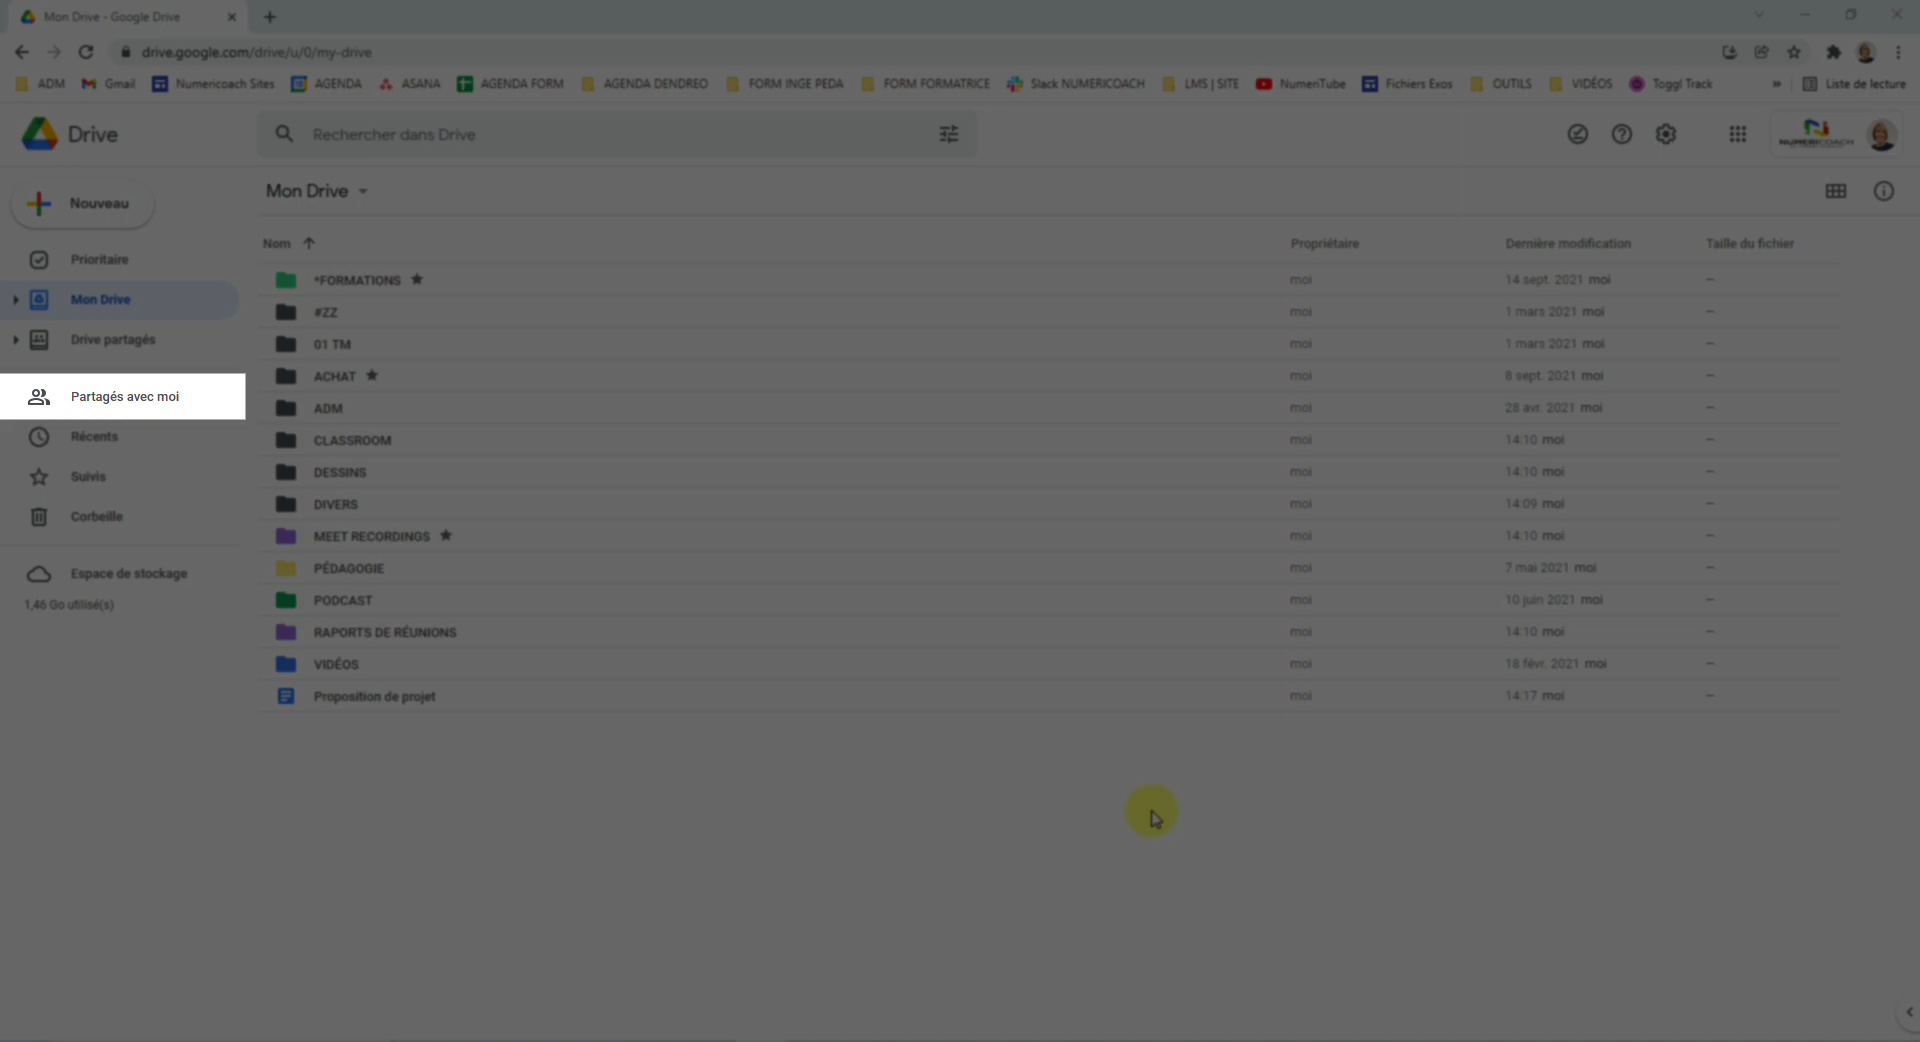 Mon Drive - Google Drive
drive.google.com/drive/u/0/my-drive
ADM Gmail Numericoach Sites AGENDA ASANA AGENDA FORM AGENDA DENDREO FORM INGE PEDA FORM FORMATRICE Slack NUMERICOACH LMS | SITE NumeriTube Fichiers Exos OUTILS VIDÉOS Toggl Track » Liste de lecture
Drive
Rechercher dans Drive
NUMERICOACH
Nouveau
Prioritaire
Mon Drive
Drive partagés
Partagés avec moi
Récents
Suivis
Corbeille
Espace de stockage
1,46 Go utilisé(s)
Mon Drive
Nom Propriétaire Dernière modification Taille du fichier
*FORMATIONS moi 14 sept. 2021 moi –
#ZZ moi 1 mars 2021 moi –
01 TM moi 1 mars 2021 moi –
ACHAT moi 8 sept. 2021 moi –
ADM moi 28 avr. 2021 moi –
CLASSROOM moi 14:10 moi –
DESSINS moi 14:10 moi –
DIVERS moi 14:09 moi –
MEET RECORDINGS moi 14:10 moi –
PÉDAGOGIE moi 7 mai 2021 moi –
PODCAST moi 10 juin 2021 moi –
RAPORTS DE RÉUNIONS moi 14:10 moi –
VIDÉOS moi 18 févr. 2021 moi –
Proposition de projet moi 14:17 moi –